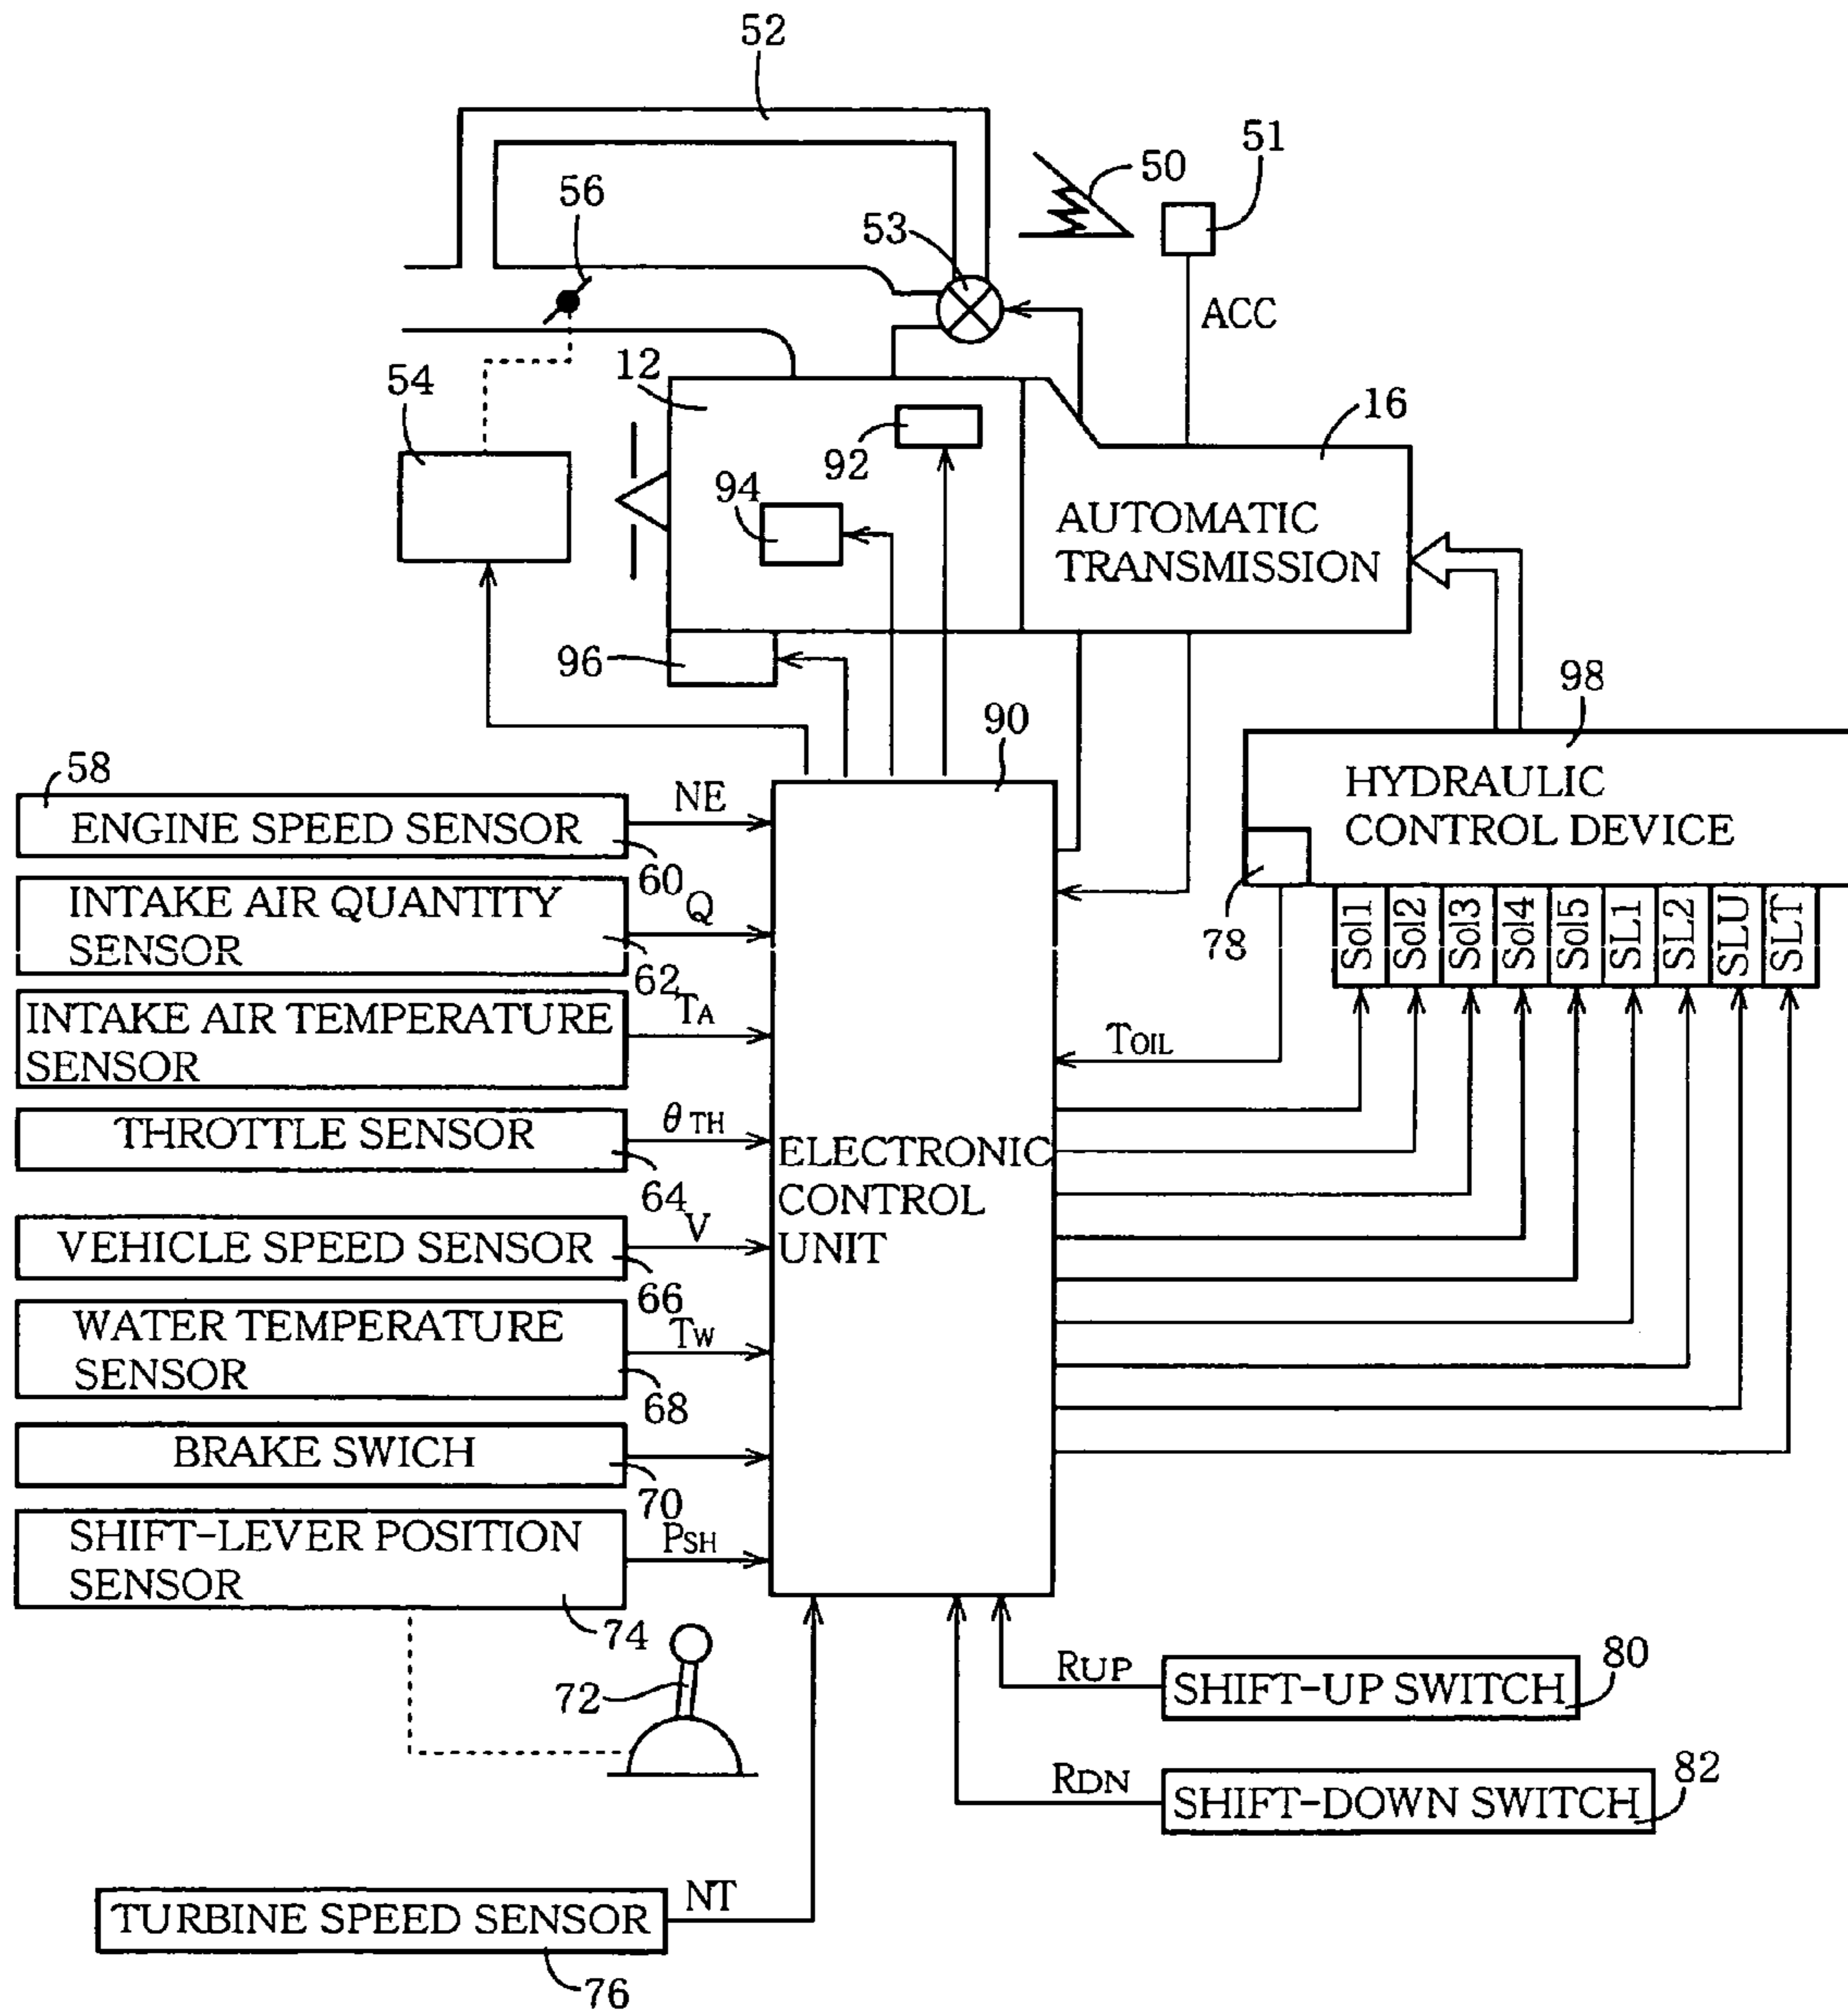 52
51
50
56
53
ACC
12
54
16
92
94
AUTOMATIC
TRANSMISSION
96
98
90
58
NE
HYDRAULIC
CONTROL DEVICE
ENGINE SPEED SENSOR
60
INTAKE AIR QUANTITY
SENSOR
Q
78
Sol1
Sol2
Sol3
Sol4
Sol5
SL1
SL2
SLU
SLT
62
TA
INTAKE AIR TEMPERATURE
SENSOR
TOIL
THROTTLE SENSOR
θTH
ELECTRONIC
CONTROL
UNIT
64
V
VEHICLE SPEED SENSOR
66
WATER TEMPERATURE
SENSOR
TW
68
BRAKE SWICH
70
SHIFT-LEVER POSITION
SENSOR
PSH
74
72
RUP
SHIFT-UP SWITCH
80
RDN
SHIFT-DOWN SWITCH
82
NT
TURBINE SPEED SENSOR
76